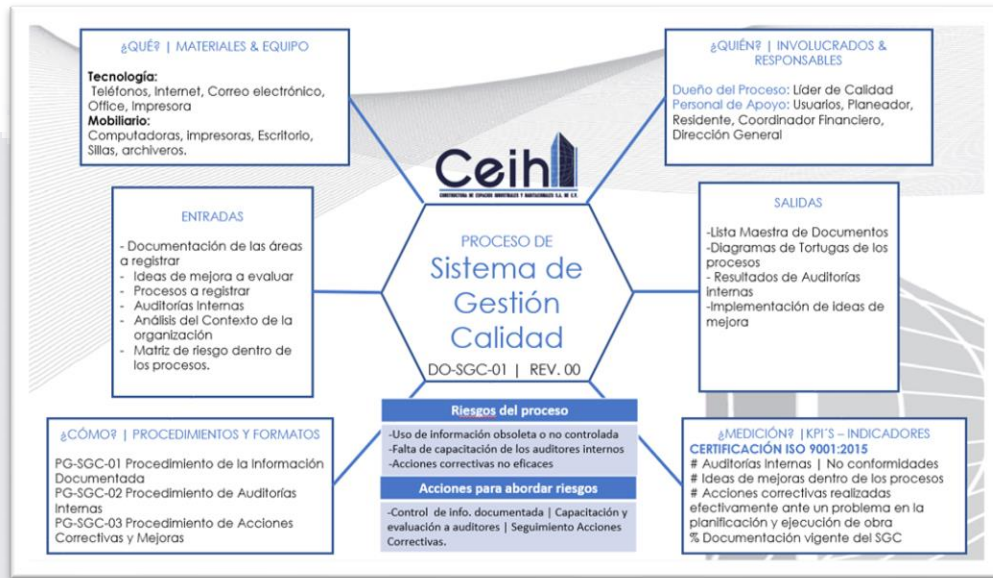 ¿QUÉ? | MATERIALES & EQUIPO
Tecnología:
Teléfonos, Internet, Correo electrónico,
Office, Impresora
Mobiliario:
Computadoras, impresoras, Escritorio,
Sillas, archiveros.
¿QUIÉN? | INVOLUCRADOS &
RESPONSABLES
Dueño del Proceso: Líder de Calidad
Personal de Apoyo: Usuarios, Planeador,
Residente, Coordinador Financiero,
Dirección General
Ceih
CONSTRUCTORA DE ESPACIOS INDUSTRIALES Y HABITACIONALES S.A. DE C.V.
ENTRADAS
- Documentación de las áreas
a registrar
- Ideas de mejora a evaluar
- Procesos a registrar
- Auditorías Internas
- Análisis del Contexto de la
organización
- Matriz de riesgo dentro de
los procesos.
PROCESO DE
Sistema de
Gestión
Calidad
DO-SGC-01 | REV. 00
SALIDAS
-Lista Maestra de Documentos
-Diagramas de Tortugas de los
procesos
- Resultados de Auditorías
internas
-Implementación de ideas de
mejora
¿CÓMO? | PROCEDIMIENTOS Y FORMATOS
PG-SGC-01 Procedimiento de la Información
Documentada
PG-SGC-02 Procedimiento de Auditorías
Internas
PG-SGC-03 Procedimiento de Acciones
Correctivas y Mejoras
Riesgos del proceso
-Uso de información obsoleta o no controlada
-Falta de capacitación de los auditores internos
-Acciones correctivas no eficaces
Acciones para abordar riesgos
-Control de info. documentada | Capacitación y
evaluación a auditores | Seguimiento Acciones
Correctivas.
¿MEDICIÓN? |KPI´S – INDICADORES
CERTIFICACIÓN ISO 9001:2015
# Auditorías Internas | No conformidades
# Ideas de mejoras dentro de los procesos
# Acciones correctivas realizadas
efectivamente ante un problema en la
planificación y ejecución de obra
% Documentación vigente del SGC